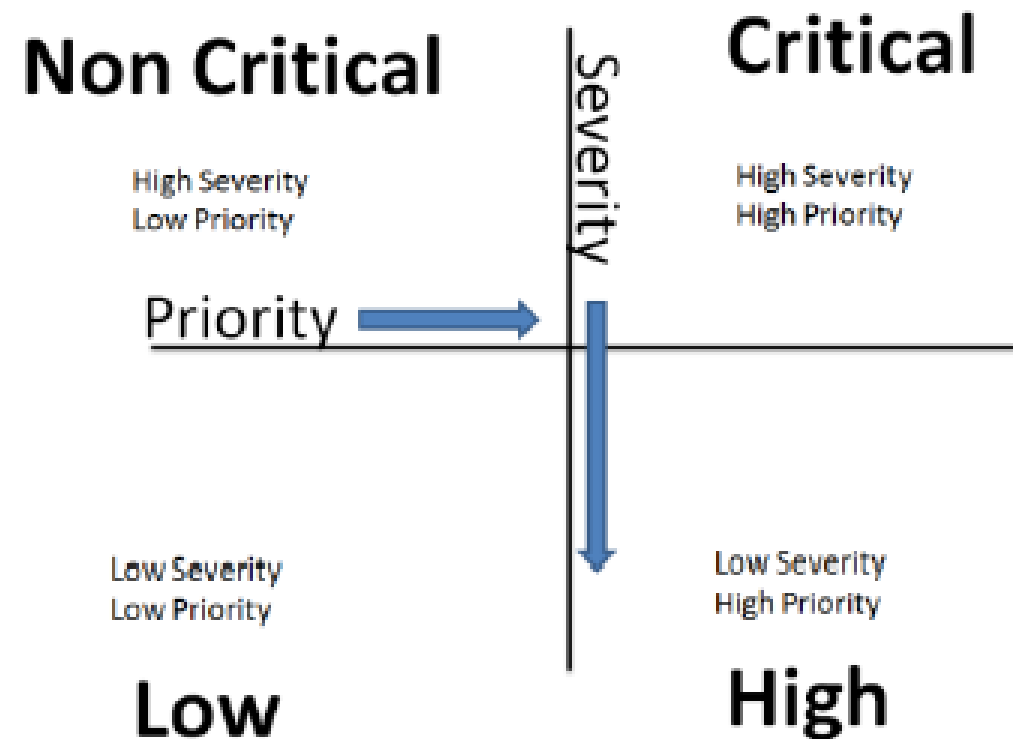 Non Critical
Critical
Severity
High Severity
Low Priority
High Severity
High Priority
Priority
Low Severity
Low Priority
Low Severity
High Priority
Low
High